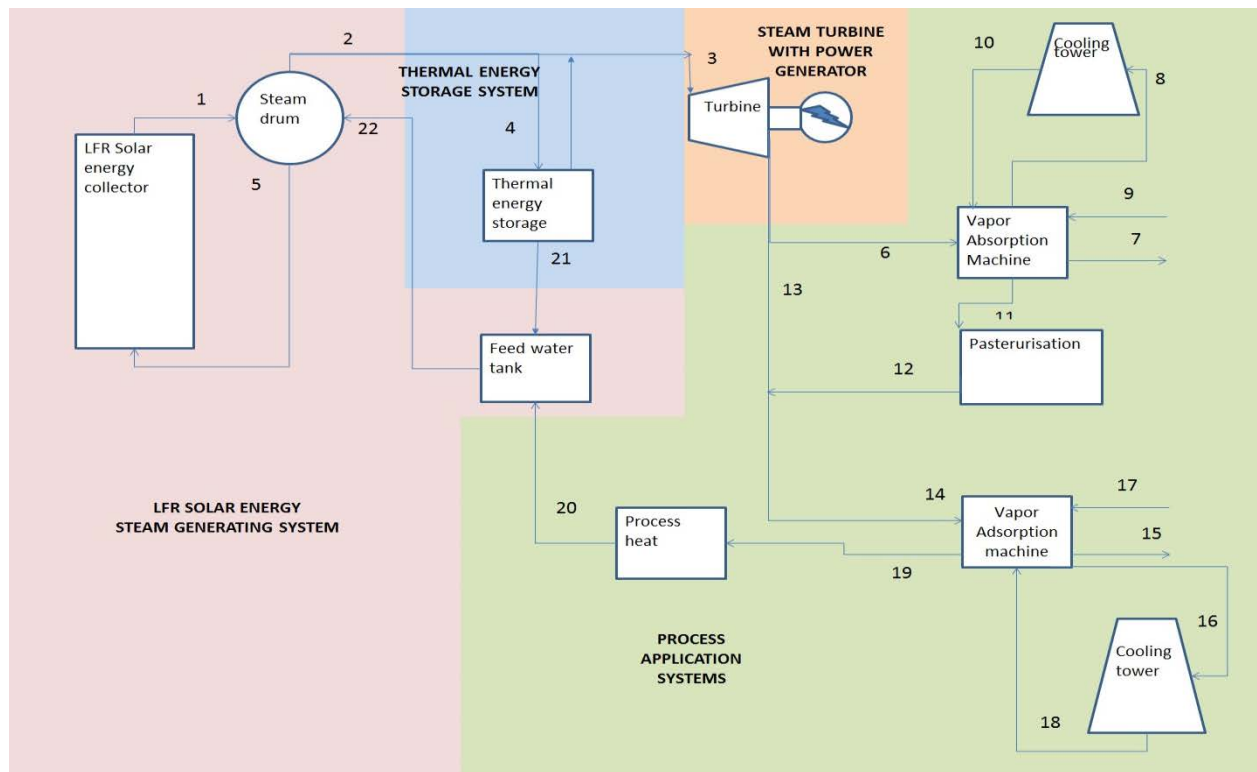 2
THERMAL ENERGY
STORAGE SYSTEM
STEAM TURBINE
WITH POWER
GENERATOR
3
10
Cooling
tower
8
1
Steam
drum
22
4
Turbine
LFR Solar
energy
collector
5
Thermal
energy
storage
9
Vapor
Absorption
Machine
7
6
21
13
11
Feed water
tank
Pasterurisation
12
LFR SOLAR ENERGY
STEAM GENERATING SYSTEM
20
Process
heat
14
17
Vapor
Adsorption
machine
15
19
PROCESS
APPLICATION
SYSTEMS
16
Cooling
tower
18